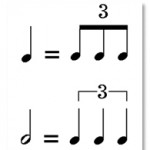 = 3
= 3